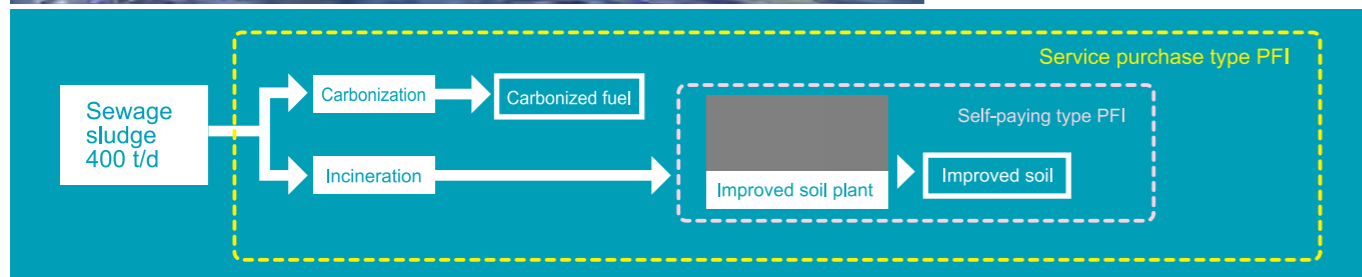 Service purchase type PFI
Sewage
sludge
400 t/d
Carbonization
Carbonized fuel
Self-paying type PFI
Incineration
Improved soil plant
Improved soil